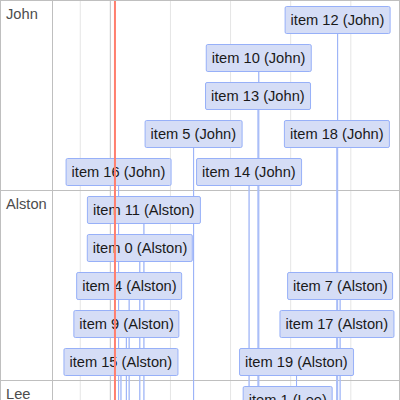 John
item 12 (John)
item 10 (John)
item 13 (John)
item 5 (John)
item 18 (John)
item 16 (John)
item 14 (John)
Alston
item 11 (Alston)
item 0 (Alston)
item 4 (Alston)
item 7 (Alston)
item 9 (Alston)
item 17 (Alston)
item 15 (Alston)
item 19 (Alston)
Lee
item 1 (Lee)